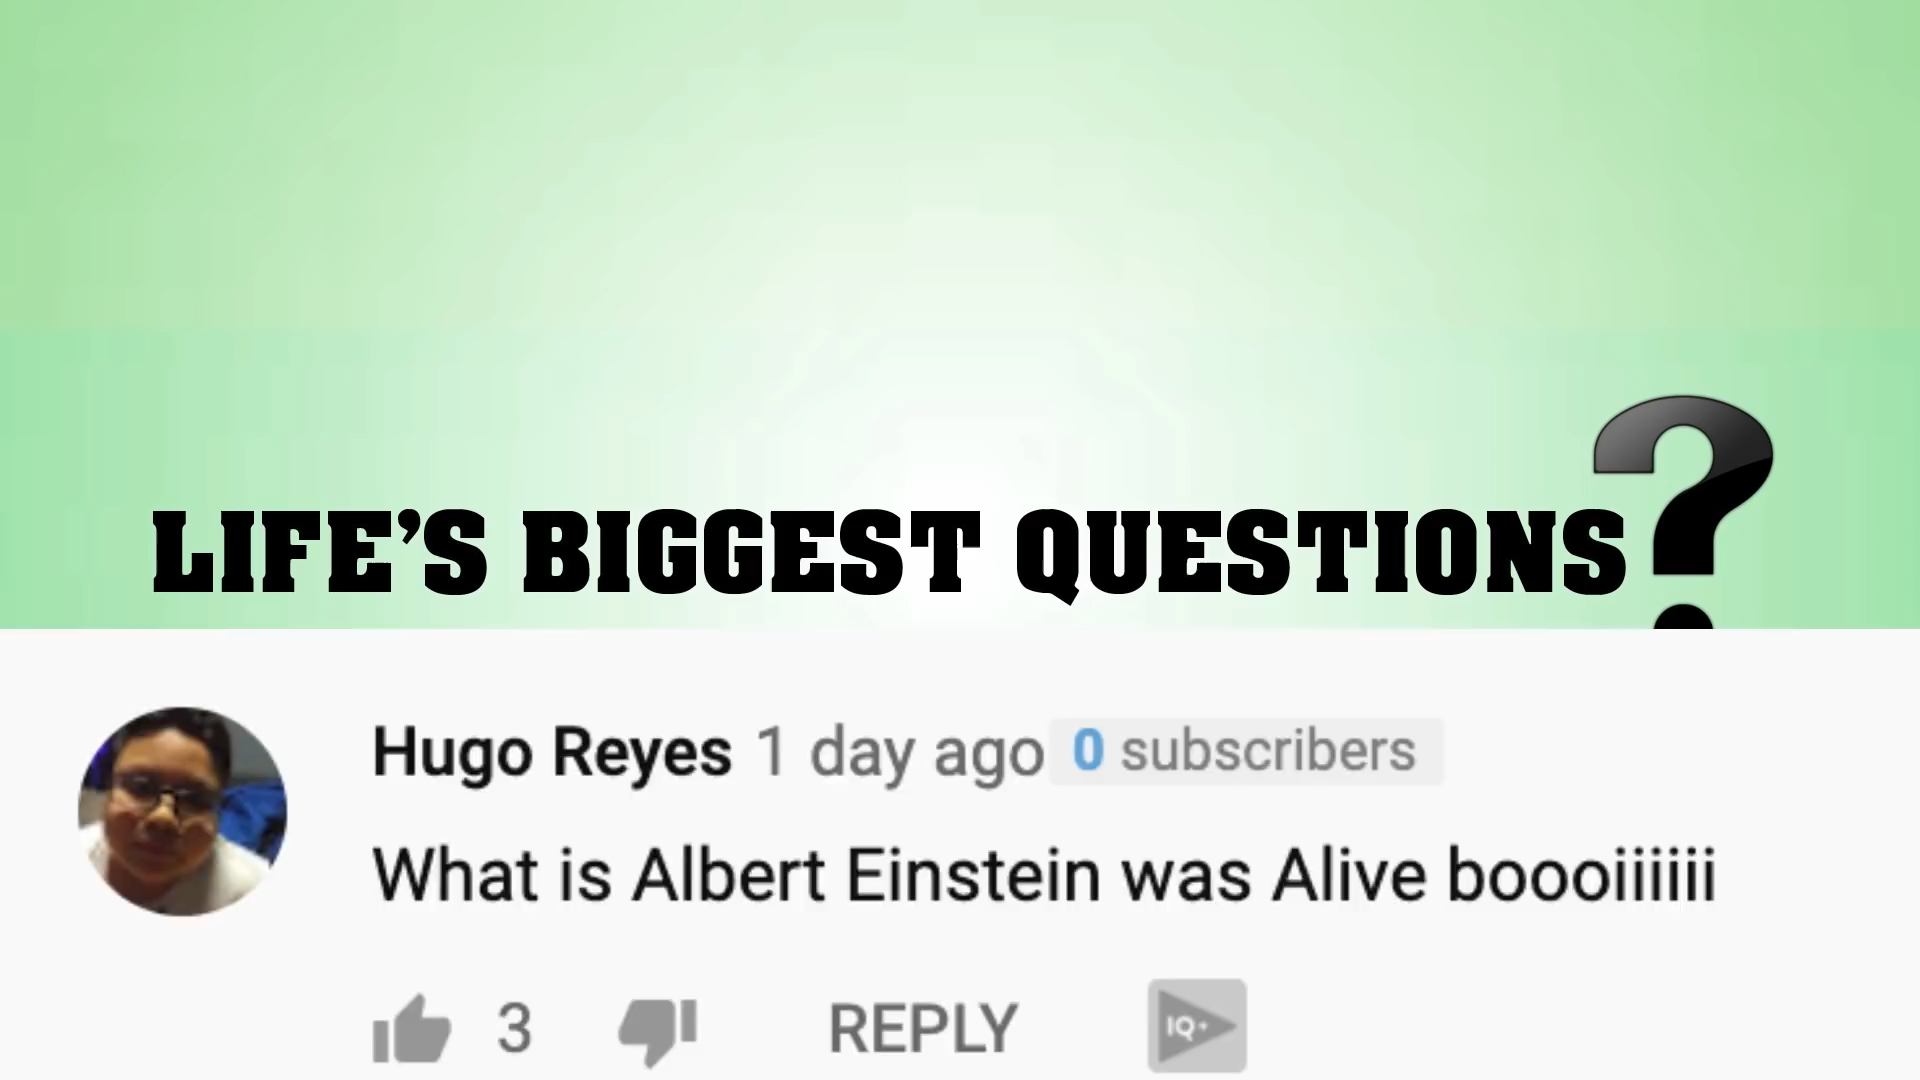 LIFE'S BIGGEST QUESTIONS?
Hugo Reyes 1 day ago 0 subscribers
What is Albert Einstein was Alive boooiiiiii
3 REPLY IQ+